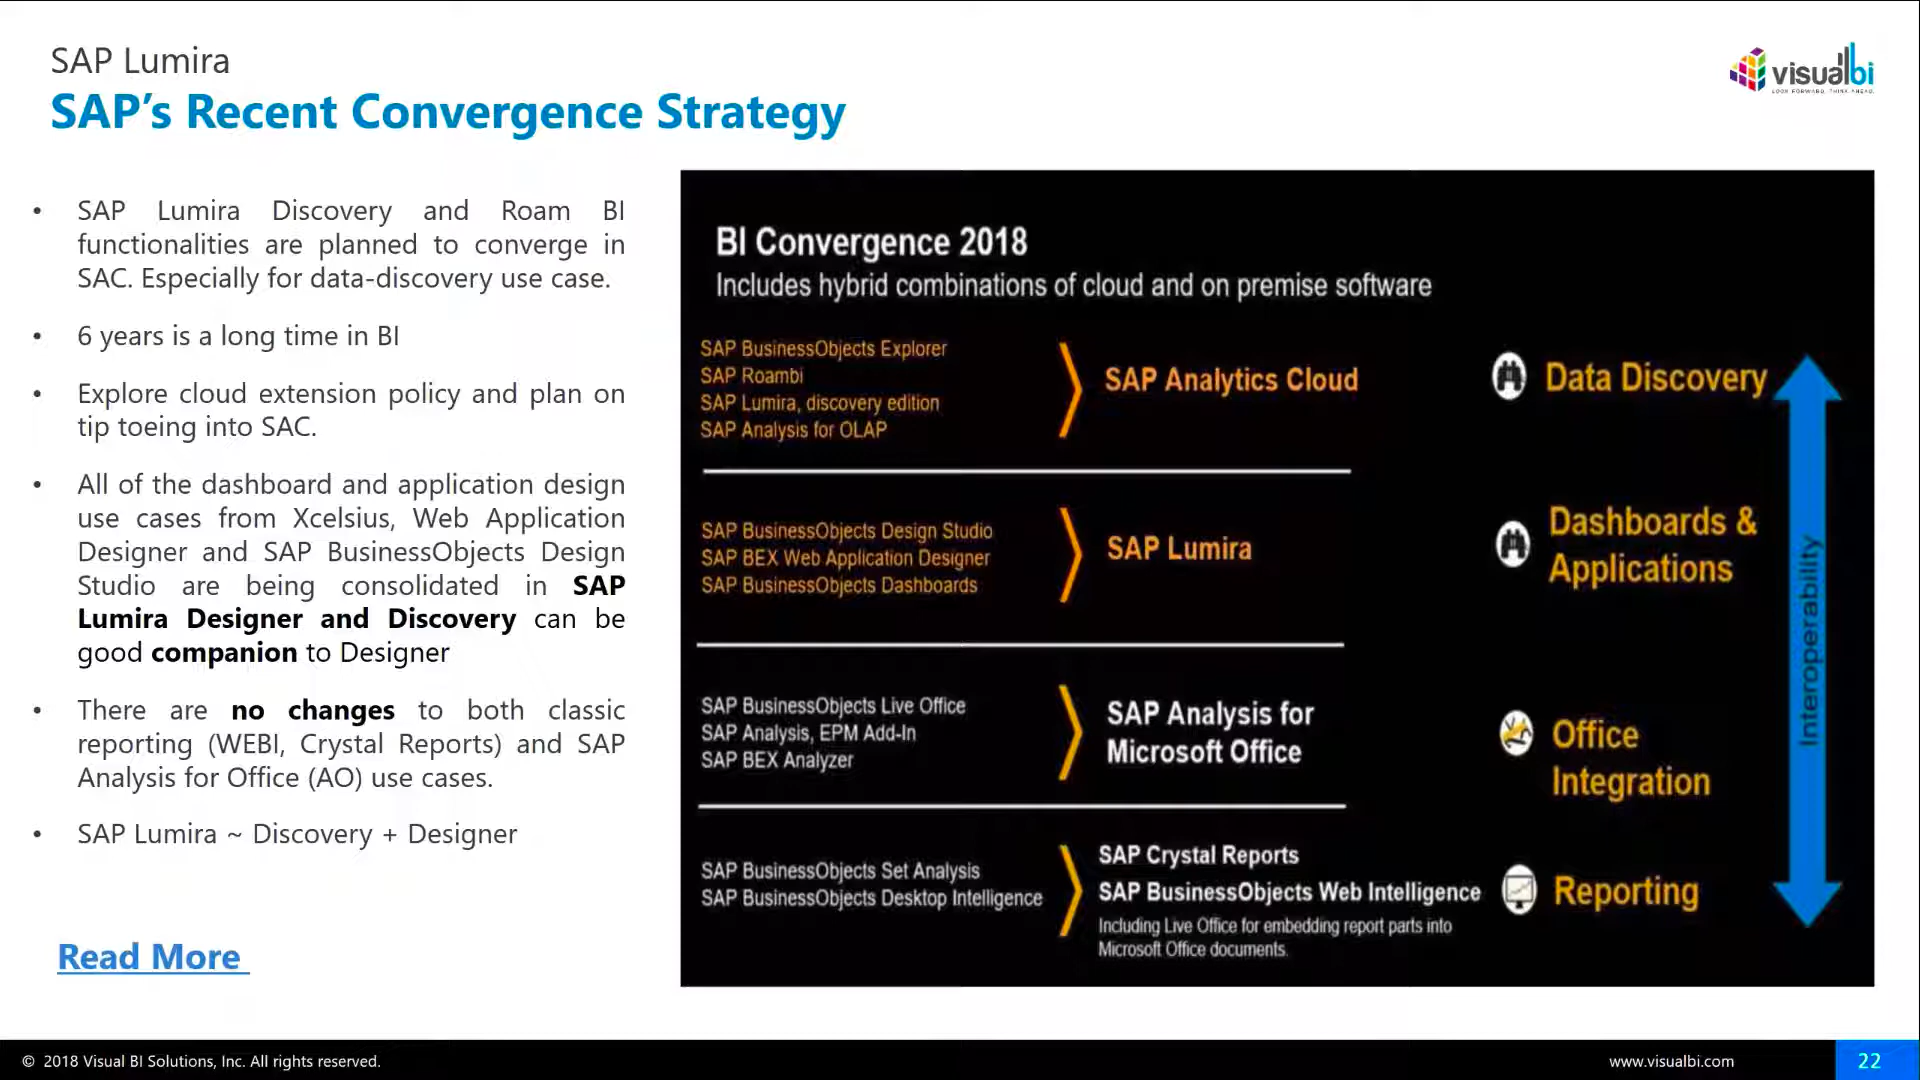 SAP Lumira
SAP's Recent Convergence Strategy
visualbi
LOOK FORWARD. THINK AHEAD.
• SAP Lumira Discovery and Roam BI
functionalities are planned to converge in
SAC. Especially for data-discovery use case.
• 6 years is a long time in BI
• Explore cloud extension policy and plan on
tip toeing into SAC.
• All of the dashboard and application design
use cases from Xcelsius, Web Application
Designer and SAP BusinessObjects Design
Studio are being consolidated in SAP
Lumira Designer and Discovery can be
good companion to Designer
• There are no changes to both classic
reporting (WEBI, Crystal Reports) and SAP
Analysis for Office (AO) use cases.
• SAP Lumira ~ Discovery + Designer
Read More
BI Convergence 2018
Includes hybrid combinations of cloud and on premise software
SAP BusinessObjects Explorer
SAP Roambi
SAP Lumira, discovery edition
SAP Analysis for OLAP
SAP Analytics Cloud
Data Discovery
SAP BusinessObjects Design Studio
SAP BEX Web Application Designer
SAP BusinessObjects Dashboards
SAP Lumira
Dashboards &
Applications
SAP BusinessObjects Live Office
SAP Analysis, EPM Add-In
SAP BEX Analyzer
SAP Analysis for
Microsoft Office
Office
Integration
SAP BusinessObjects Set Analysis
SAP BusinessObjects Desktop Intelligence
SAP Crystal Reports
SAP BusinessObjects Web Intelligence
Including Live Office for embedding report parts into
Microsoft Office documents.
Reporting
Interoperability
© 2018 Visual BI Solutions, Inc. All rights reserved.
www.visualbi.com
22